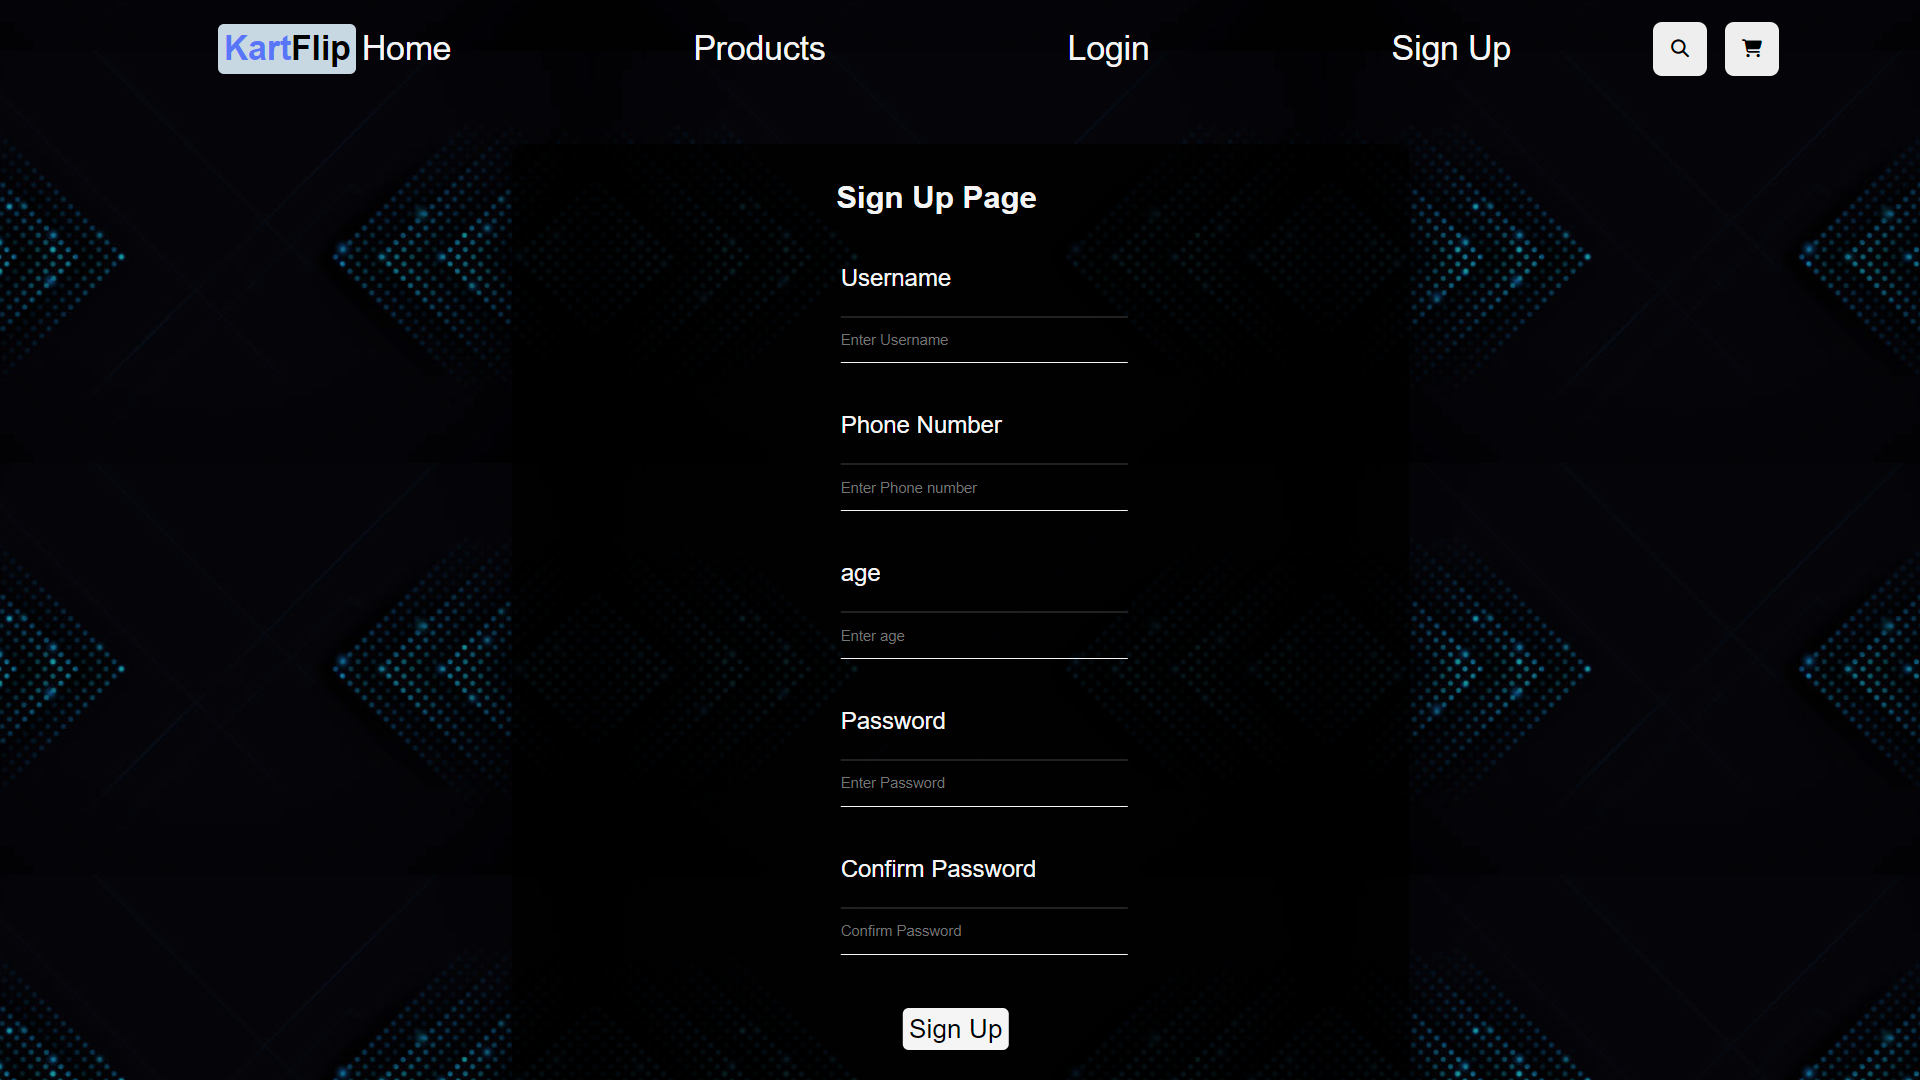 KartFlip Home Products Login Sign Up
Sign Up Page
Username
Enter Username
Phone Number
Enter Phone number
age
Enter age
Password
Enter Password
Confirm Password
Confirm Password
Sign Up